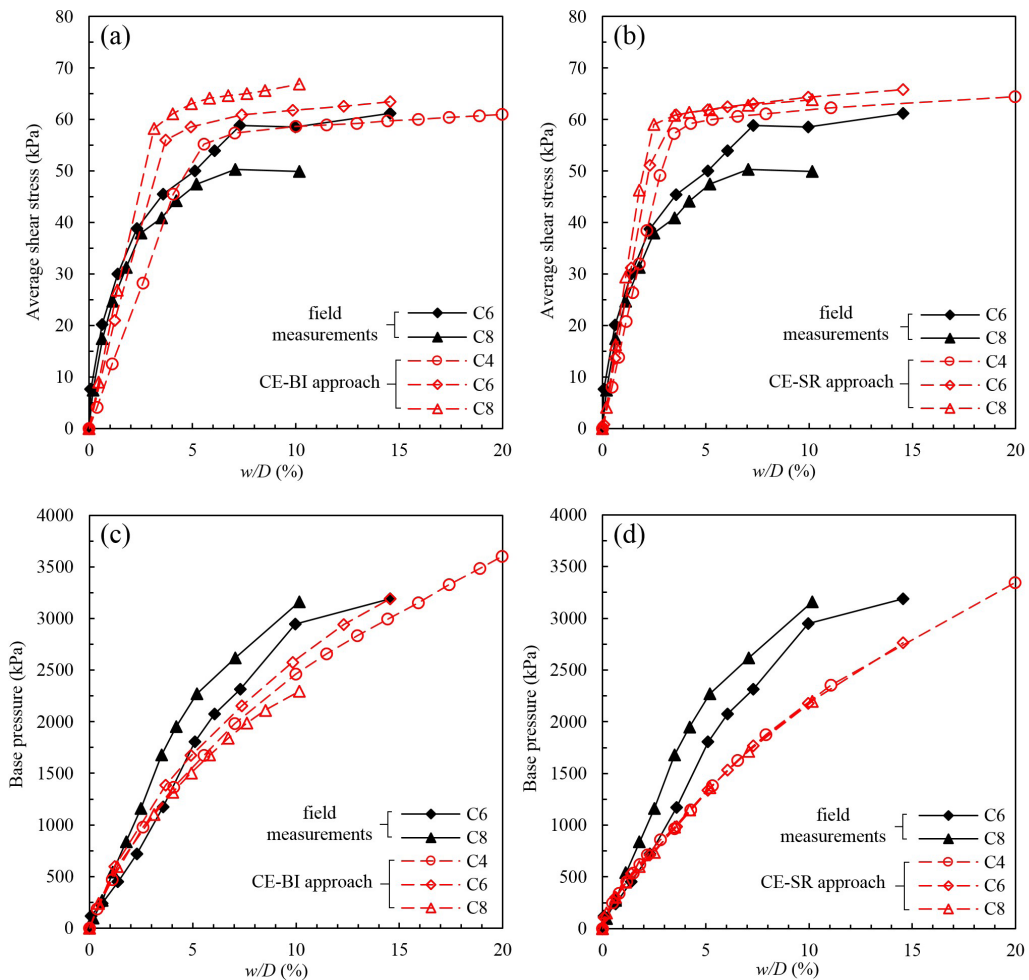 (a)
80
70
60
50
40
30
20
10
0
Average shear stress (kPa)
0 5 10 15 20
w/D (%)
field
measurements
C6
C8
CE-BI approach
C4
C6
C8
(b)
80
70
60
50
40
30
20
10
0
Average shear stress (kPa)
0 5 10 15 20
w/D (%)
field
measurements
C6
C8
CE-SR approach
C4
C6
C8
(c)
4000
3500
3000
2500
2000
1500
1000
500
0
Base pressure (kPa)
0 5 10 15 20
w/D (%)
field
measurements
C6
C8
CE-BI approach
C4
C6
C8
(d)
4000
3500
3000
2500
2000
1500
1000
500
0
Base pressure (kPa)
0 5 10 15 20
w/D (%)
field
measurements
C6
C8
CE-SR approach
C4
C6
C8